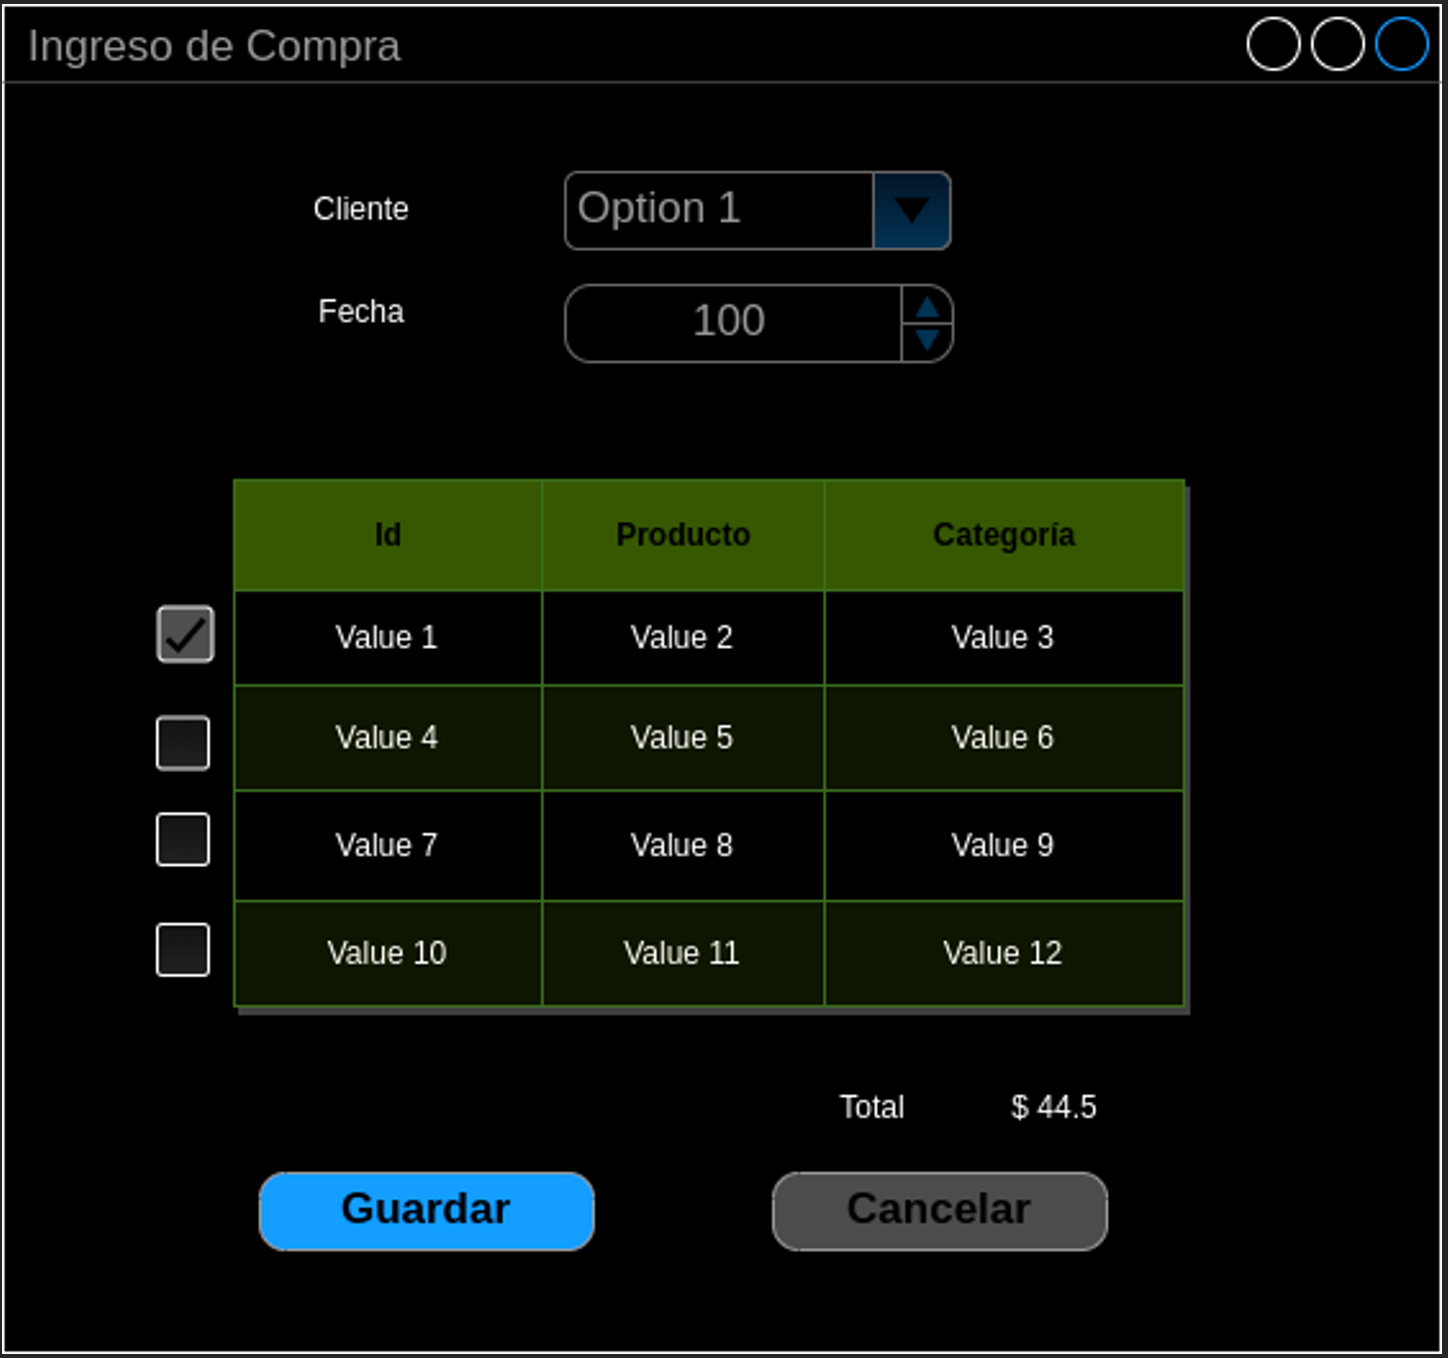 Ingreso de Compra
Cliente
Option 1
Fecha
100
Id Producto Categoría
Value 1 Value 2 Value 3
Value 4 Value 5 Value 6
Value 7 Value 8 Value 9
Value 10 Value 11 Value 12
Total $ 44.5
Guardar Cancelar